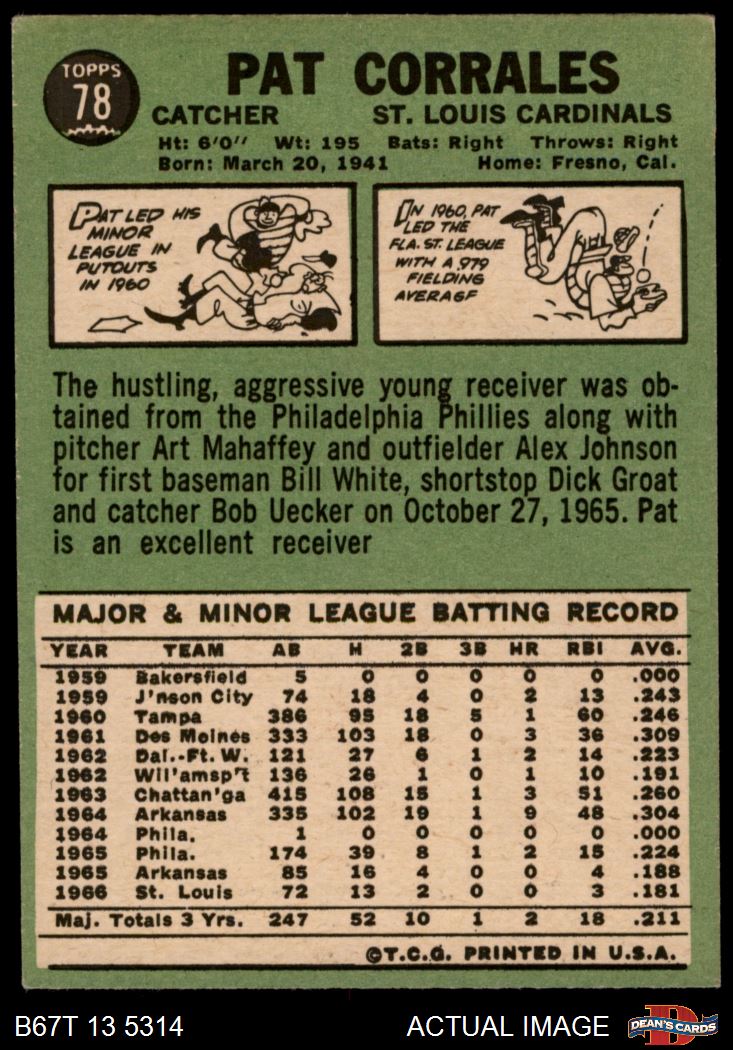 TOPPS
78
PAT CORRALES
CATCHER ST. LOUIS CARDINALS
Ht: 6'0" Wt: 195 Bats: Right Throws: Right
Born: March 20, 1941 Home: Fresno, Cal.
PAT LED HIS
MINOR
LEAGUE IN
PUTOUTS
IN 1960
IN 1960, PAT
LED THE
FLA. ST. LEAGUE
WITH A .979
FIELDING
AVERAGE
The hustling, aggressive young receiver was ob-
tained from the Philadelphia Phillies along with
pitcher Art Mahaffey and outfielder Alex Johnson
for first baseman Bill White, shortstop Dick Groat
and catcher Bob Uecker on October 27, 1965. Pat
is an excellent receiver
MAJOR & MINOR LEAGUE BATTING RECORD
YEAR TEAM AB H 2B 3B HR RBI AVG.
1959 Bakersfield 5 0 0 0 0 0 .000
1959 J'nson City 74 18 4 0 2 13 .243
1960 Tampa 386 95 18 5 1 60 .246
1961 Des Moines 333 103 18 0 3 36 .309
1962 Dal.-Ft. W. 121 27 6 1 2 14 .223
1962 Wil'amsp't 136 26 1 0 1 10 .191
1963 Chattan'ga 415 108 15 1 3 51 .260
1964 Arkansas 335 102 19 1 9 48 .304
1964 Phila. 1 0 0 0 0 0 .000
1965 Phila. 174 39 8 1 2 15 .224
1965 Arkansas 85 16 4 0 0 4 .188
1966 St. Louis 72 13 2 0 0 3 .181
Maj. Totals 3 Yrs. 247 52 10 1 2 18 .211
©T.C.G. PRINTED IN U.S.A.
B67T 13 5314 ACTUAL IMAGE
D
DEAN'S CARDS